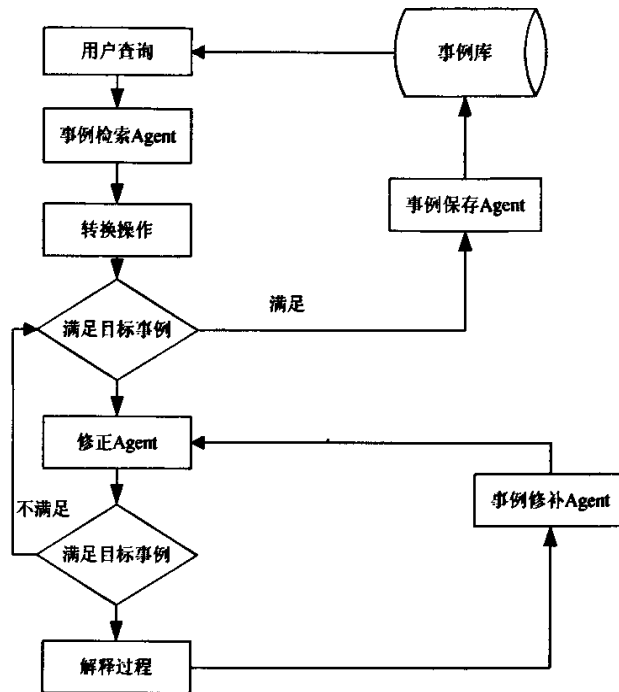 用户查询
事例库
事例检索Agent
事例保存Agent
转换操作
满足
满足目标事例
修正Agent
事例修补Agent
不满足
满足目标事例
解释过程